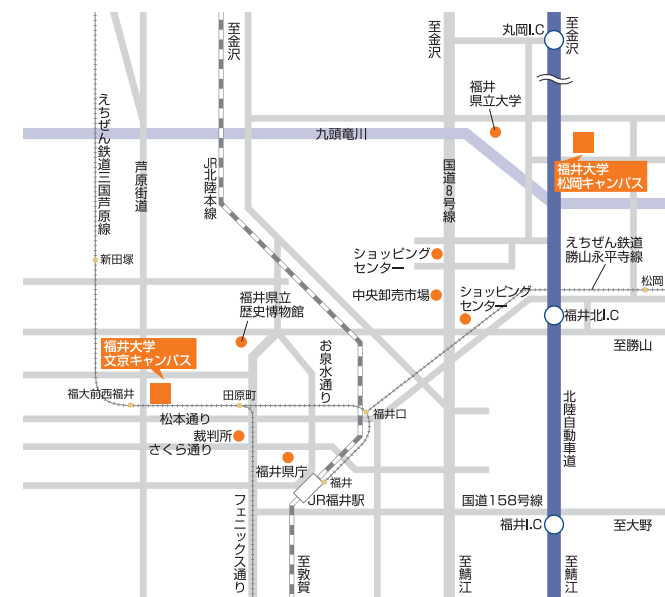 至金沢
至金沢
丸岡I.C
至金沢
福井
県立大学
えちぜん鉄道三国芦原線
芦原街道
JR北陸本線
九頭竜川
国道8号線
福井大学
松岡キャンパス
新田塚
ショッピング
センター
えちぜん鉄道
勝山永平寺線
松岡
中央卸売市場
ショッピング
センター
福井県立
歴史博物館
福井北I.C
至勝山
福井大学
文京キャンパス
お泉水通り
福大前西福井
田原町
福井口
松本通り
裁判所
さくら通り
北陸自動車道
福井県庁
福井
JR福井駅
国道158号線
フェニックス通り
福井I.C
至大野
至敦賀
至鯖江
至鯖江